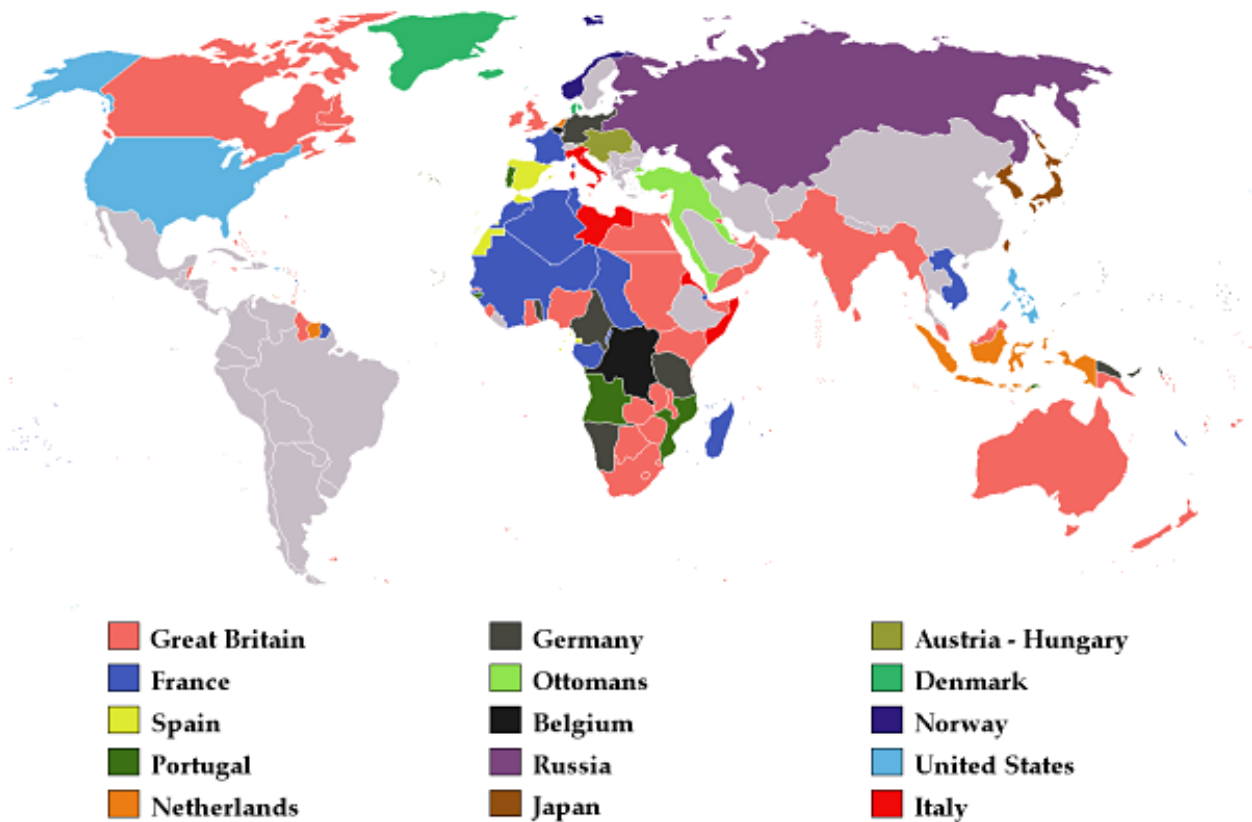 Great Britain
France
Spain
Portugal
Netherlands
Germany
Ottomans
Belgium
Russia
Japan
Austria - Hungary
Denmark
Norway
United States
Italy